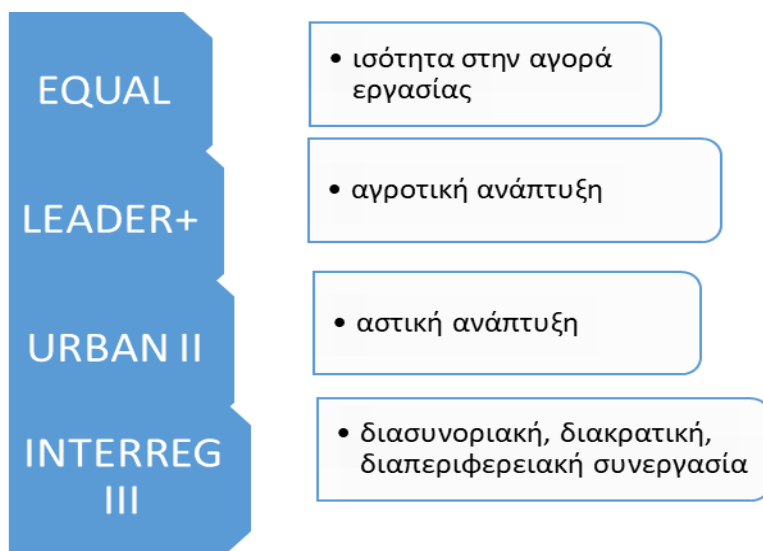 EQUAL
• ισότητα στην αγορά
εργασίας
LEADER+
• αγροτική ανάπτυξη
URBAN II
• αστική ανάπτυξη
INTERREG
III
• διασυνοριακή, διακρατική,
διαπεριφερειακή συνεργασία